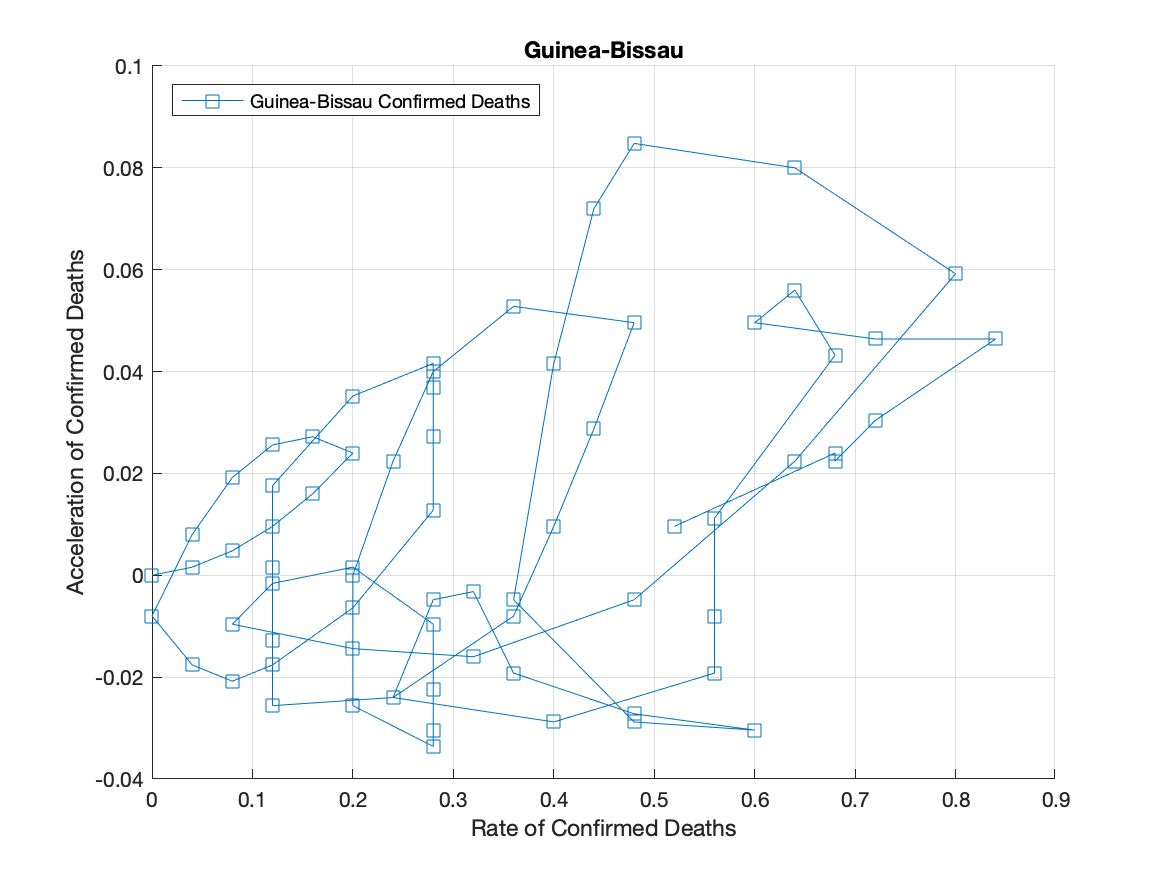 Guinea-Bissau
Guinea-Bissau Confirmed Deaths
Acceleration of Confirmed Deaths
0.1
0.08
0.06
0.04
0.02
0
-0.02
-0.04
0 0.1 0.2 0.3 0.4 0.5 0.6 0.7 0.8 0.9
Rate of Confirmed Deaths